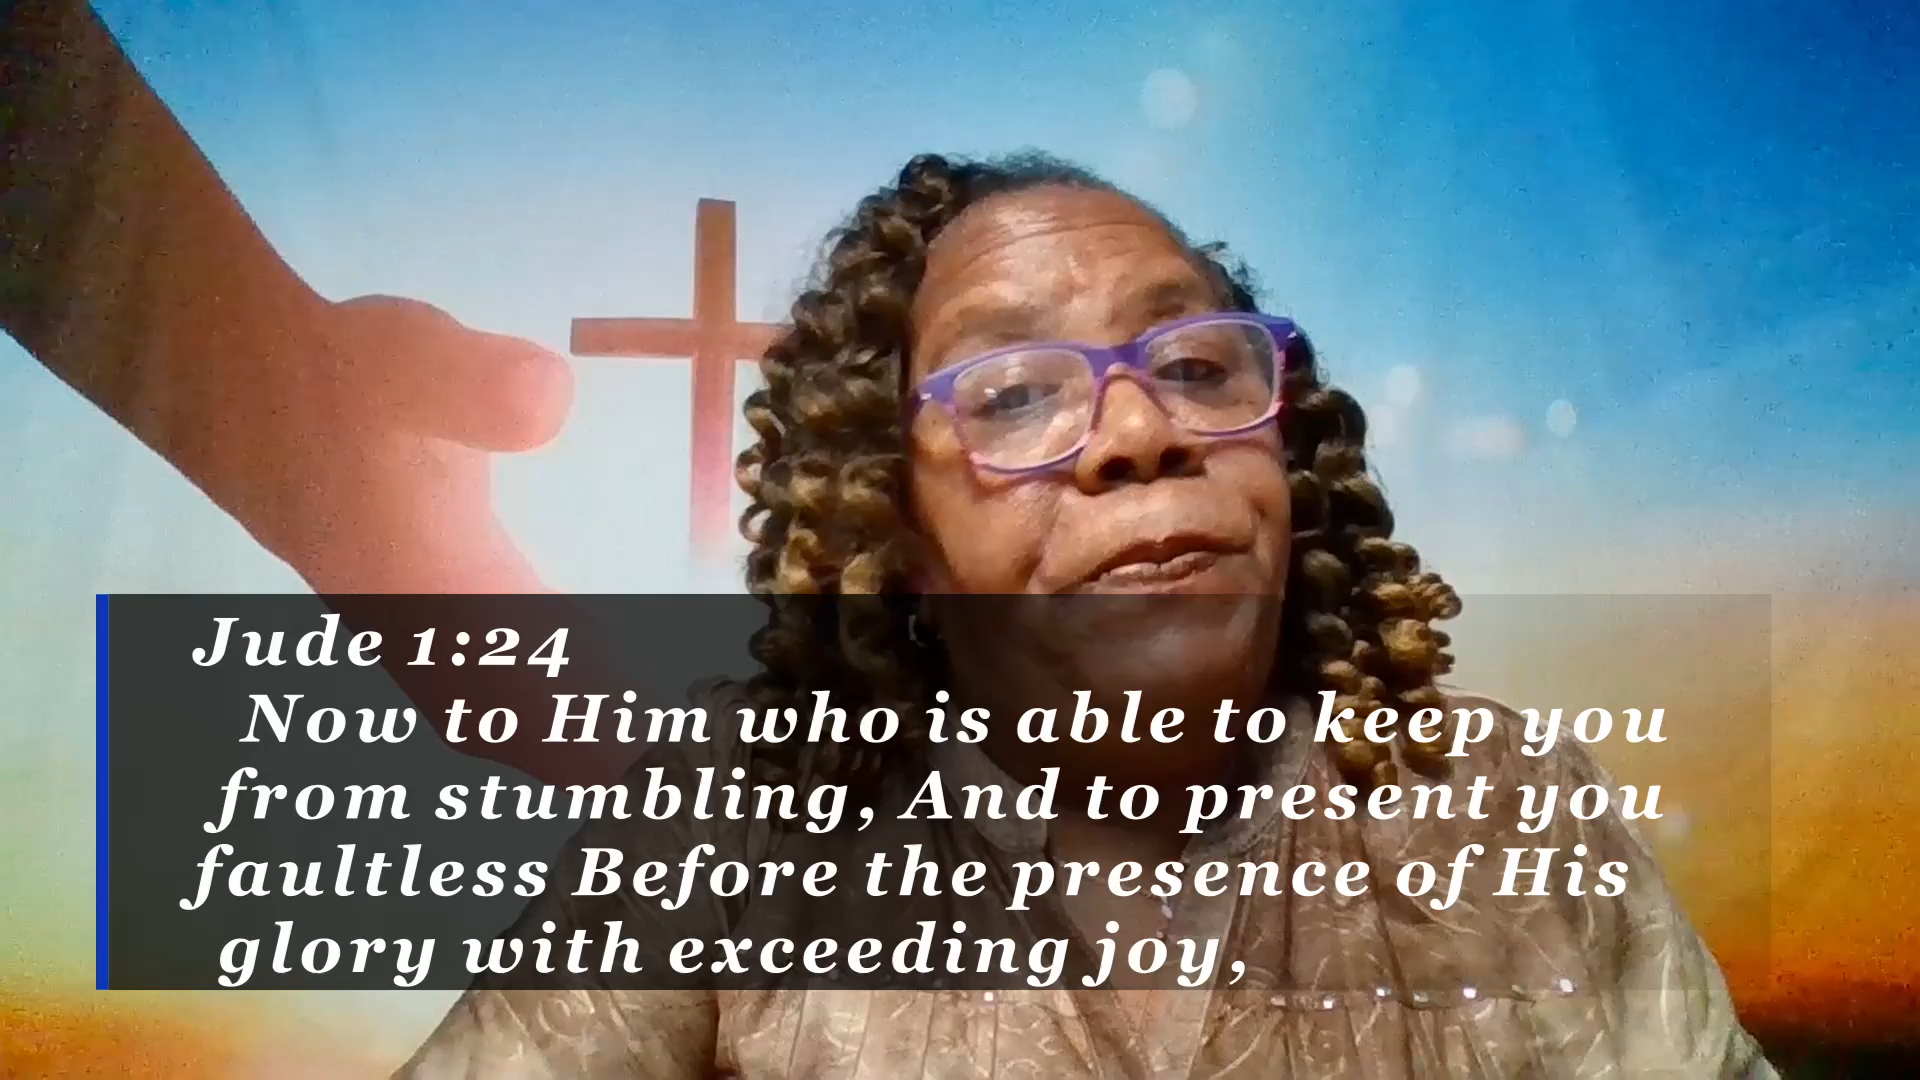 Jude 1:24
Now to Him who is able to keep you
from stumbling, And to present you
faultless Before the presence of His
glory with exceeding joy,